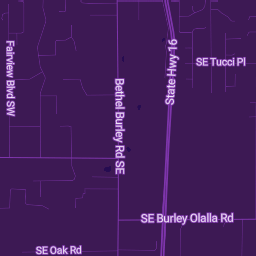 Fairview Blvd SW
State Hwy 16
SE Tucci Pl
Bethel Burley Rd SE
SE Burley Olalla Rd
SE Oak Rd